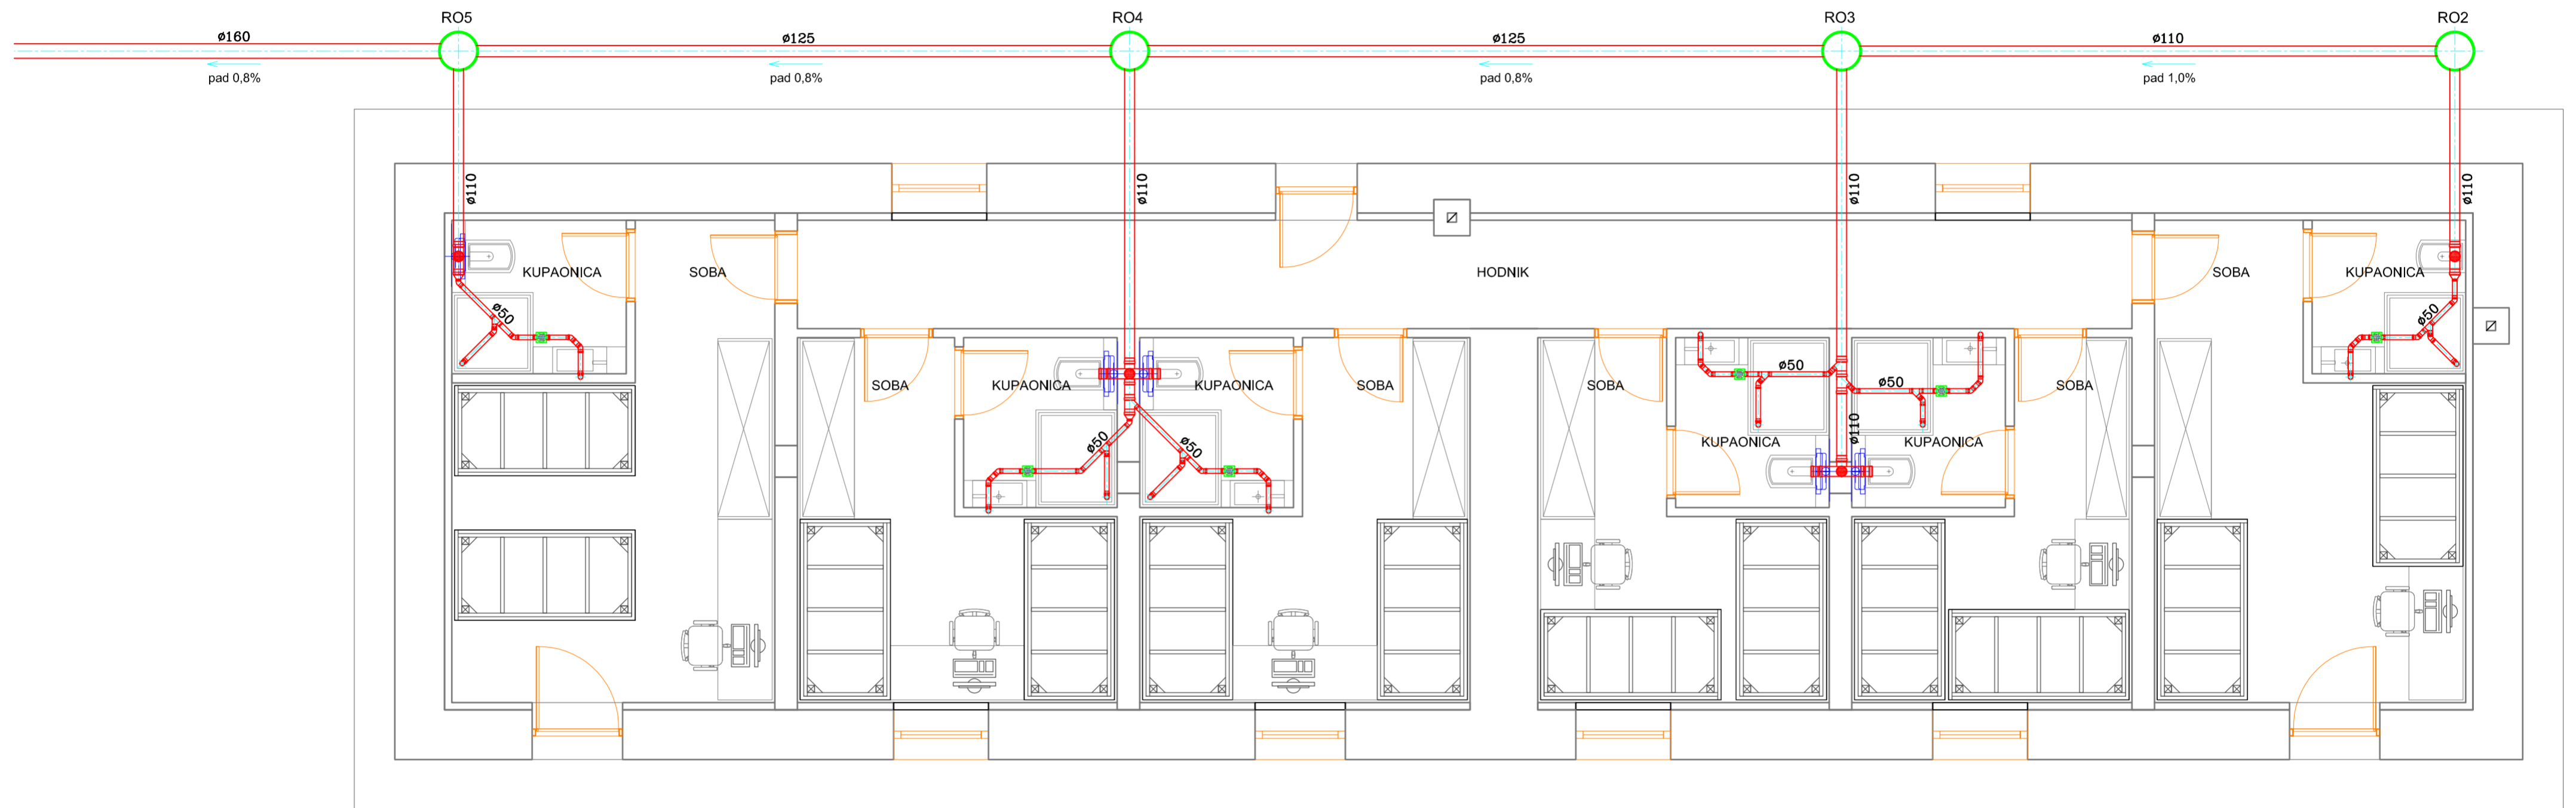 RO5
RO4
RO3
RO2
ø160
ø125
ø125
ø110
pad 0,8%
pad 0,8%
pad 0,8%
pad 1,0%
ø110
ø110
ø110
ø110
KUPAONICA
SOBA
HODNIK
SOBA
KUPAONICA
ø50
ø50
SOBA
KUPAONICA
KUPAONICA
SOBA
SOBA
ø50
ø50
SOBA
ø50
ø50
KUPAONICA
ø110
KUPAONICA